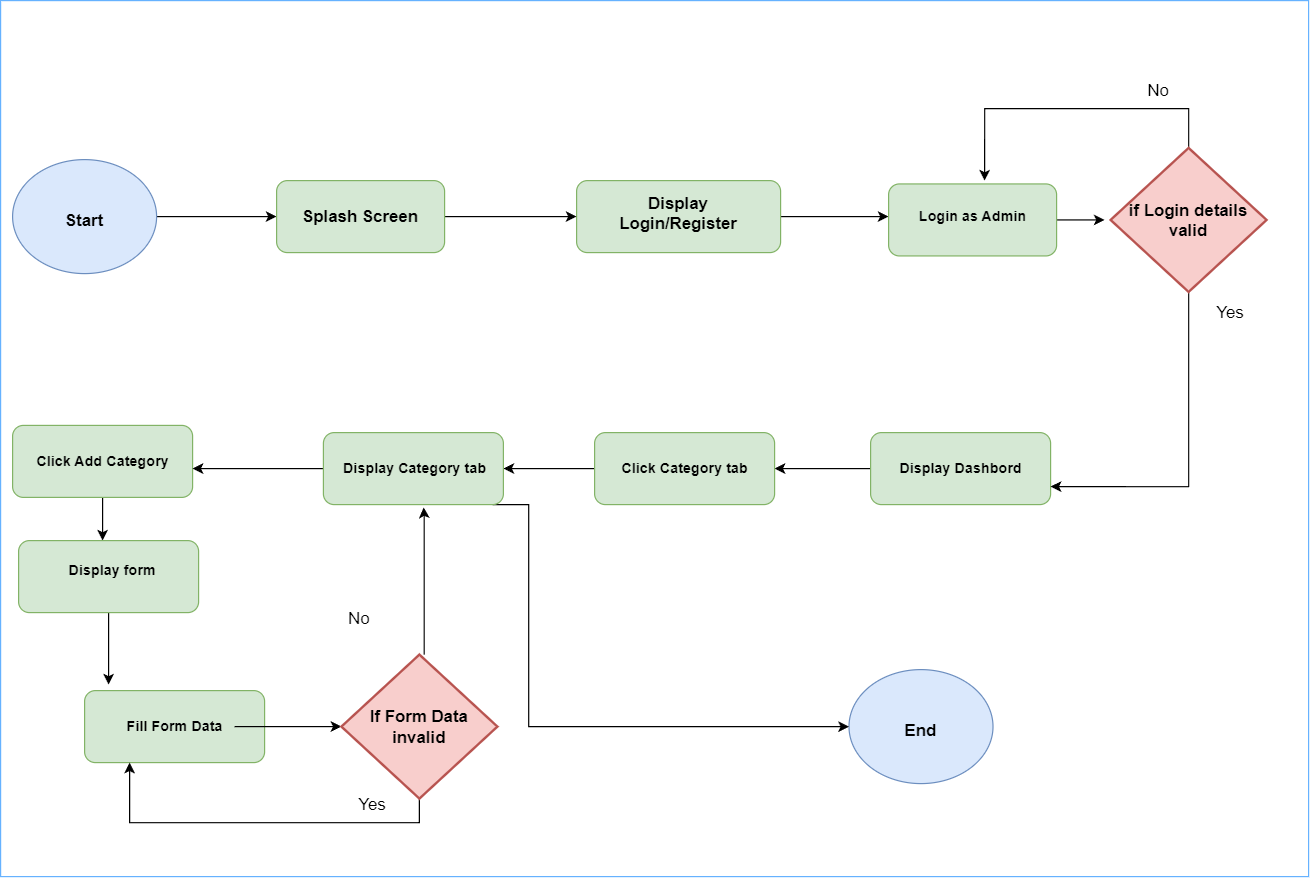 No
Start
Splash Screen
Display
Login/Register
Login as Admin
if Login details
valid
Yes
Click Add Category
Display Category tab
Click Category tab
Display Dashbord
Display form
No
Fill Form Data
If Form Data
invalid
End
Yes